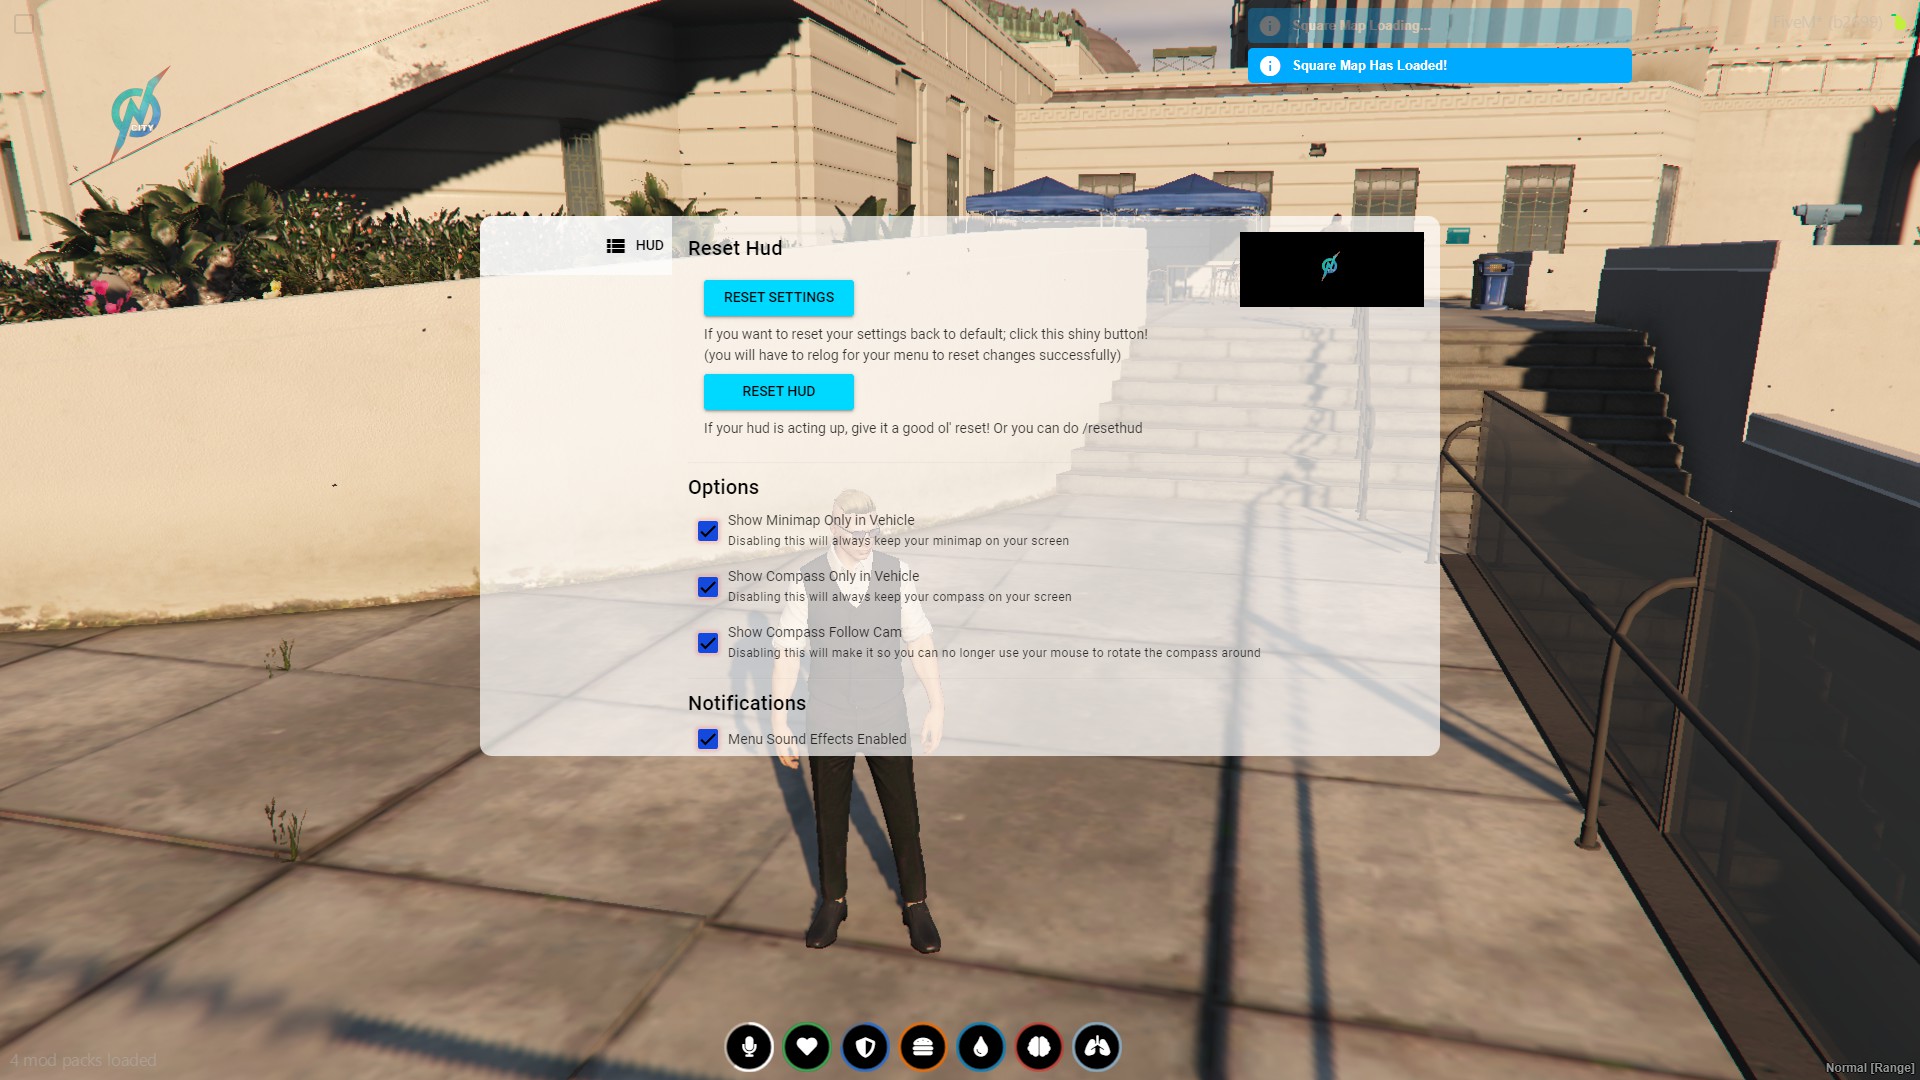 Square Map Loading...
FiveM* (b2699)
Square Map Has Loaded!
N
CITY
HUD
Reset Hud
RESET SETTINGS
If you want to reset your settings back to default; click this shiny button!
(you will have to relog for your menu to reset changes successfully)
RESET HUD
If your hud is acting up, give it a good ol' reset! Or you can do /resethud
Options
Show Minimap Only in Vehicle
Disabling this will always keep your minimap on your screen
Show Compass Only in Vehicle
Disabling this will always keep your compass on your screen
Show Compass Follow Cam
Disabling this will make it so you can no longer use your mouse to rotate the compass around
Notifications
Menu Sound Effects Enabled
4 mod packs loaded
Normal [Range]